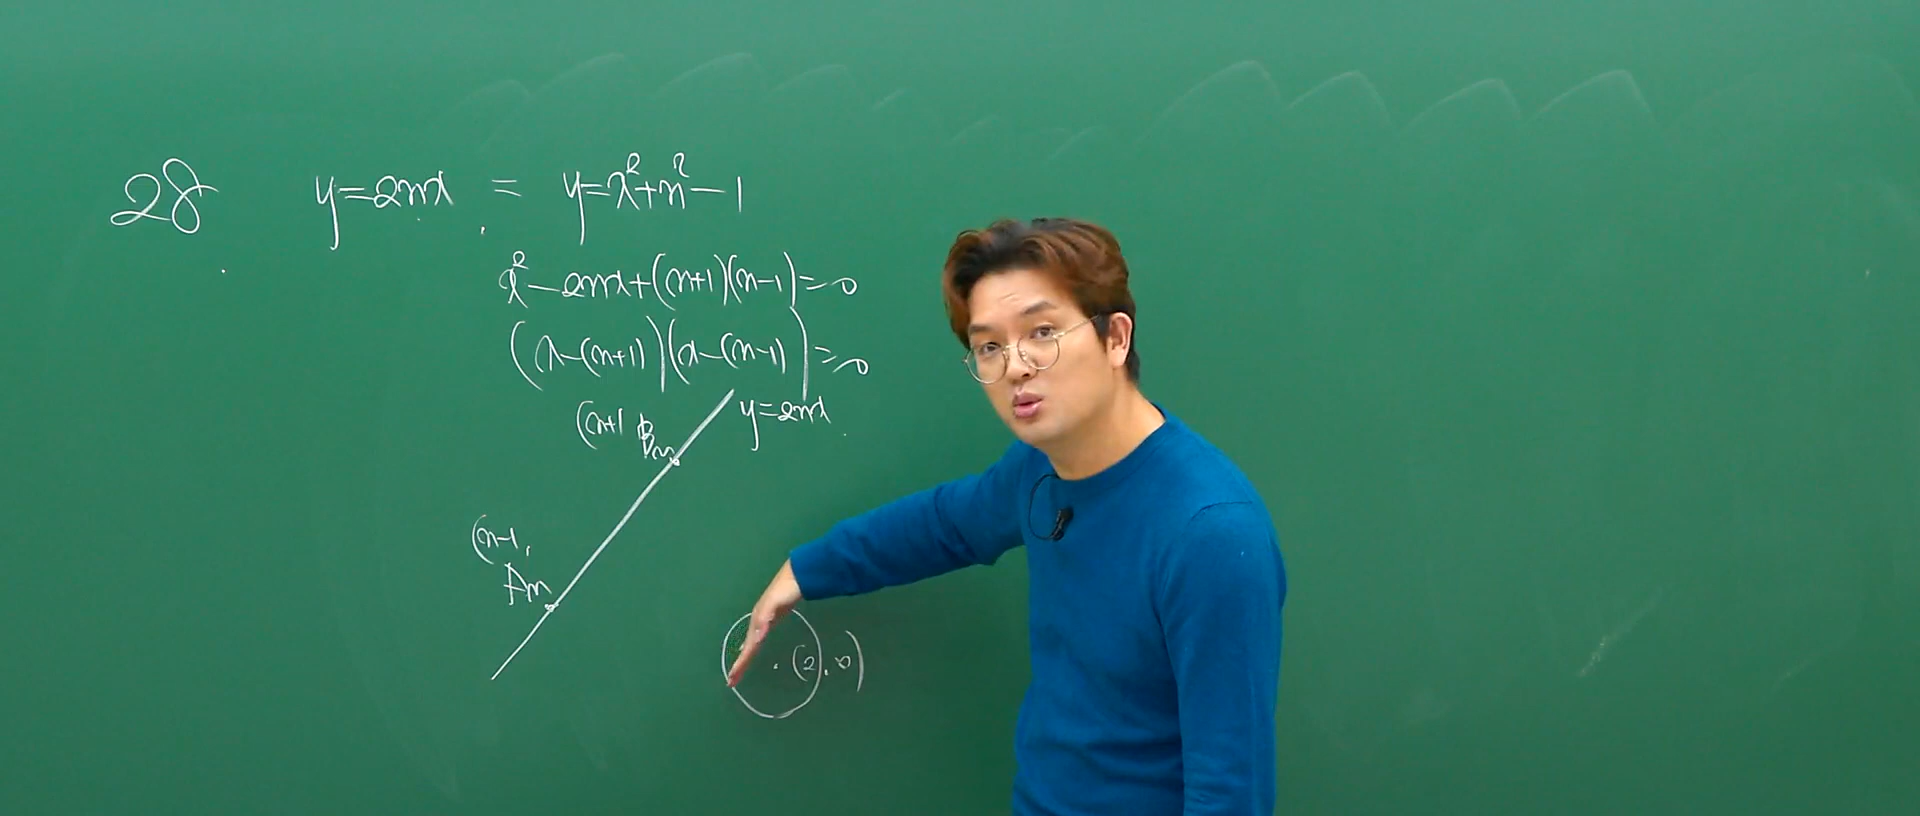 28 y=2nx = y=x²+n²-1
x²-2nx+(n+1)(n-1)=0
(x-(n+1))(x-(n-1))=0
(n+1 Bn y=2nx
(n-1,
An
(2,0)